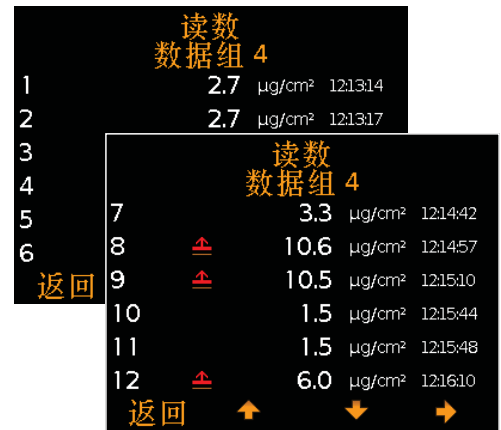 读数
数据组 4
1 2.7 µg/cm² 12:13:14
2 2.7 µg/cm² 12:13:17
3
4
5
6
返回
读数
数据组 4
7 3.3 µg/cm² 12:14:42
8 10.6 µg/cm² 12:14:57
9 10.5 µg/cm² 12:15:10
10 1.5 µg/cm² 12:15:44
11 1.5 µg/cm² 12:15:48
12 6.0 µg/cm² 12:16:10
返回